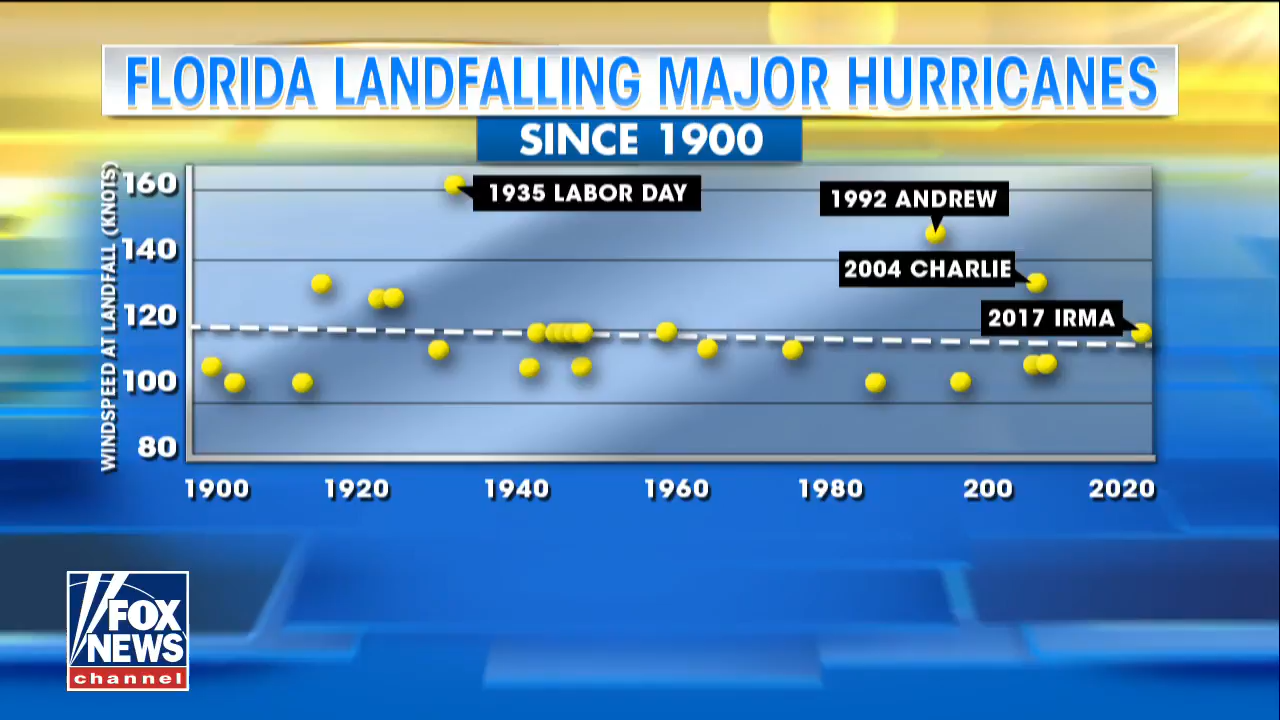 FLORIDA LANDFALLING MAJOR HURRICANES
SINCE 1900
WINDSPEED AT LANDFALL (KNOTS)
160
140
120
100
80
1935 LABOR DAY
1992 ANDREW
2004 CHARLIE
2017 IRMA
1900 1920 1940 1960 1980 200 2020
FOX
NEWS
channel